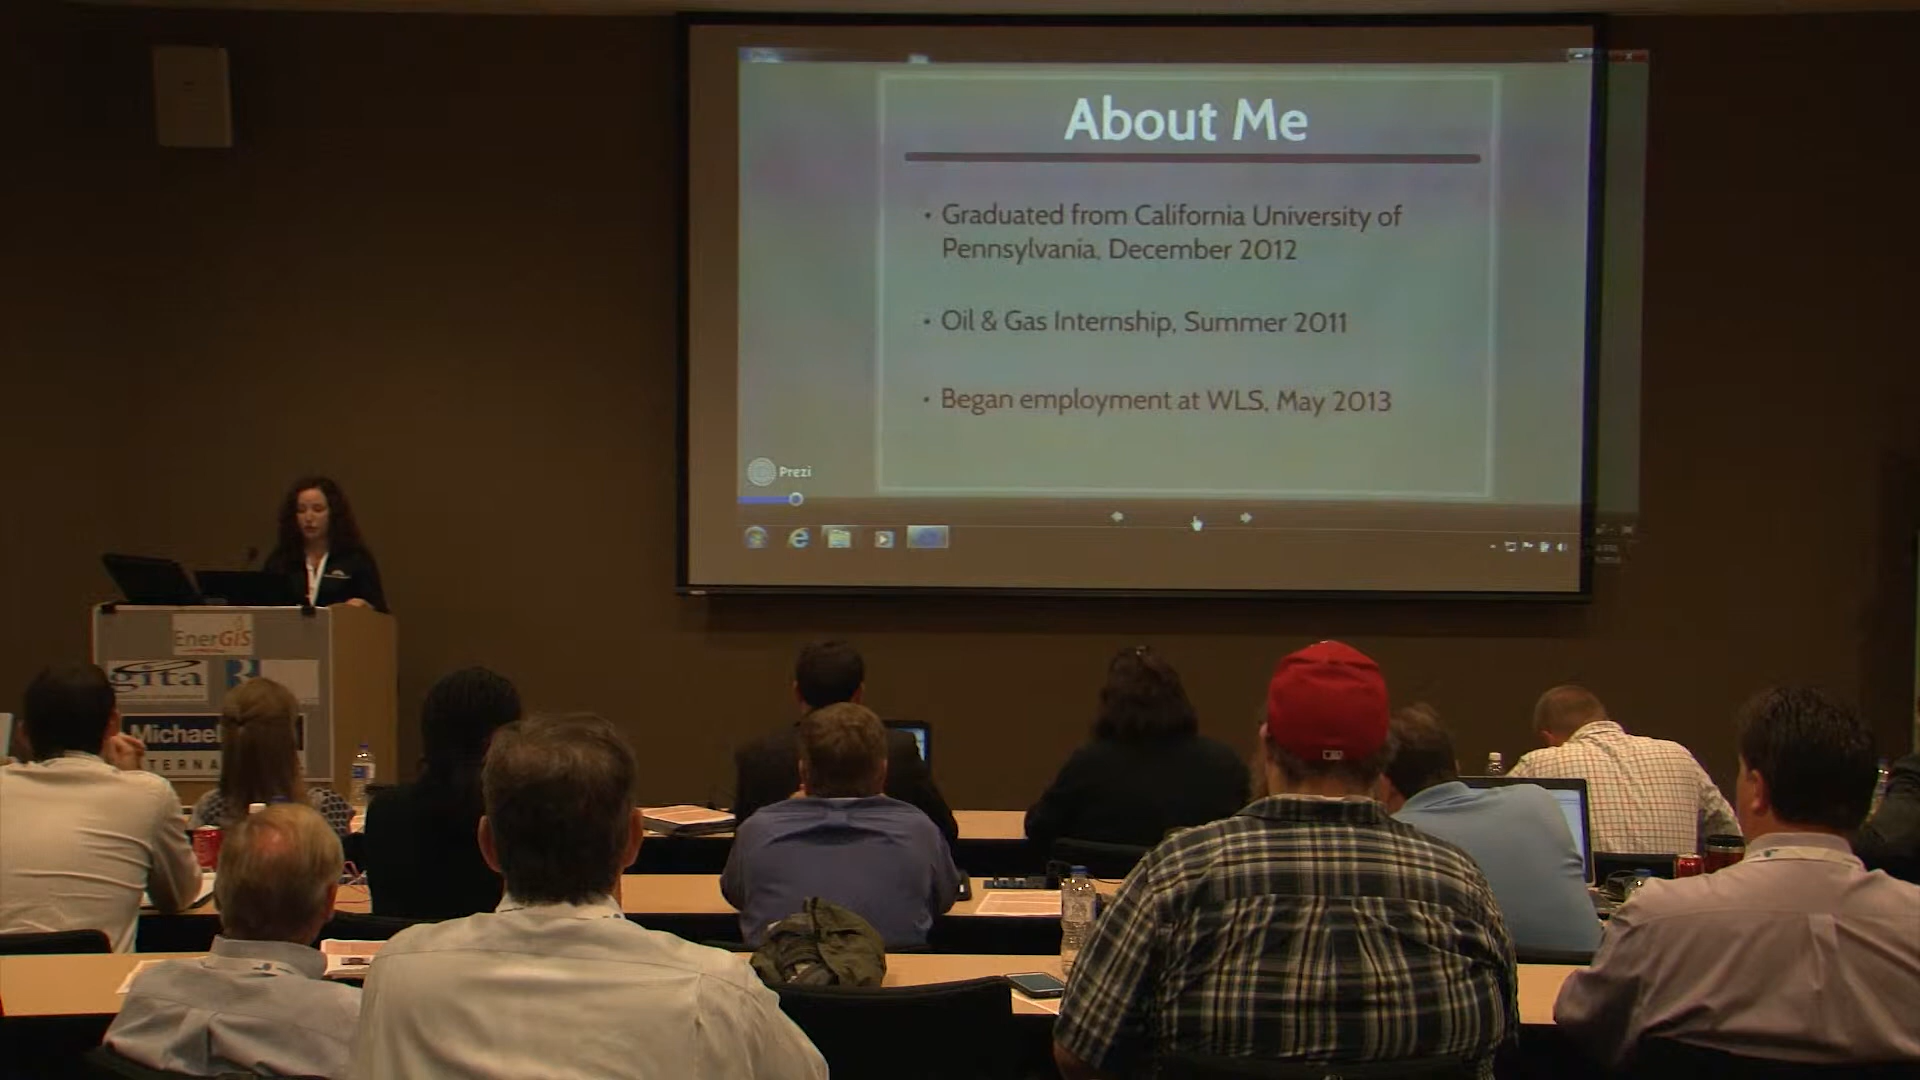 About Me
• Graduated from California University of
Pennsylvania, December 2012
• Oil & Gas Internship, Summer 2011
• Began employment at WLS, May 2013
Prezi
EnerGIS
gita
Michael